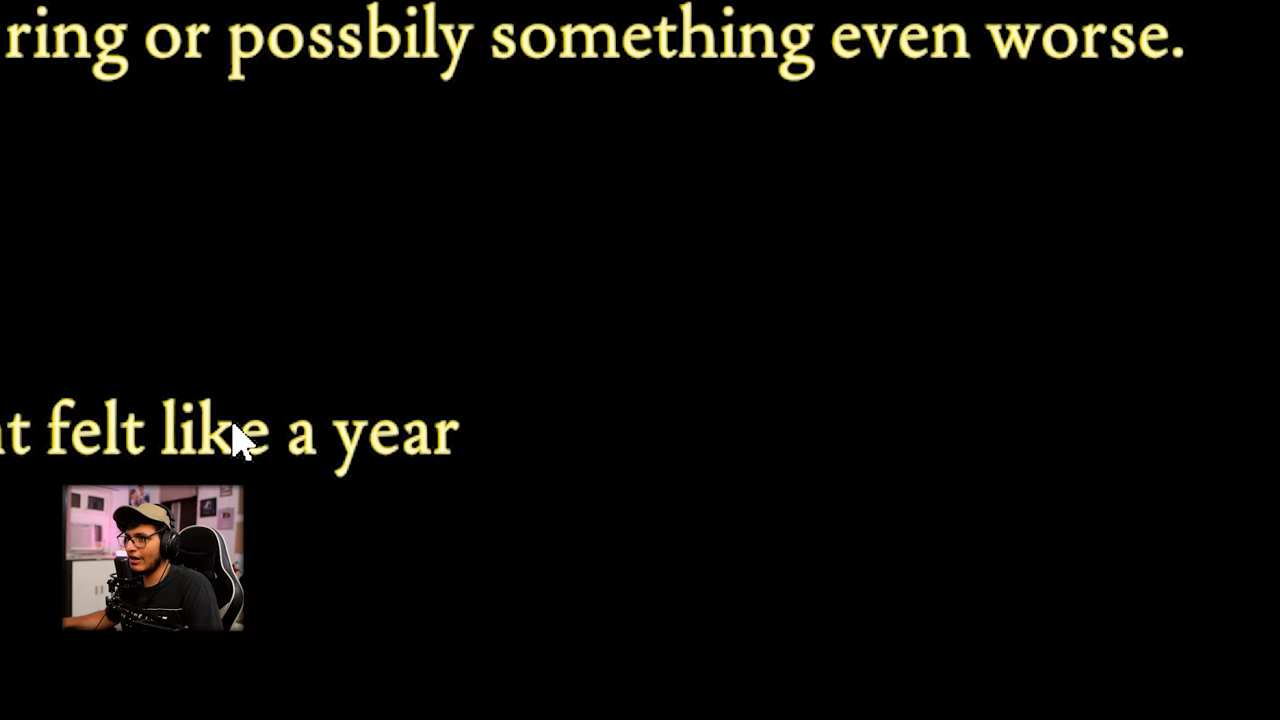 ring or possbily something even worse.
felt like a year